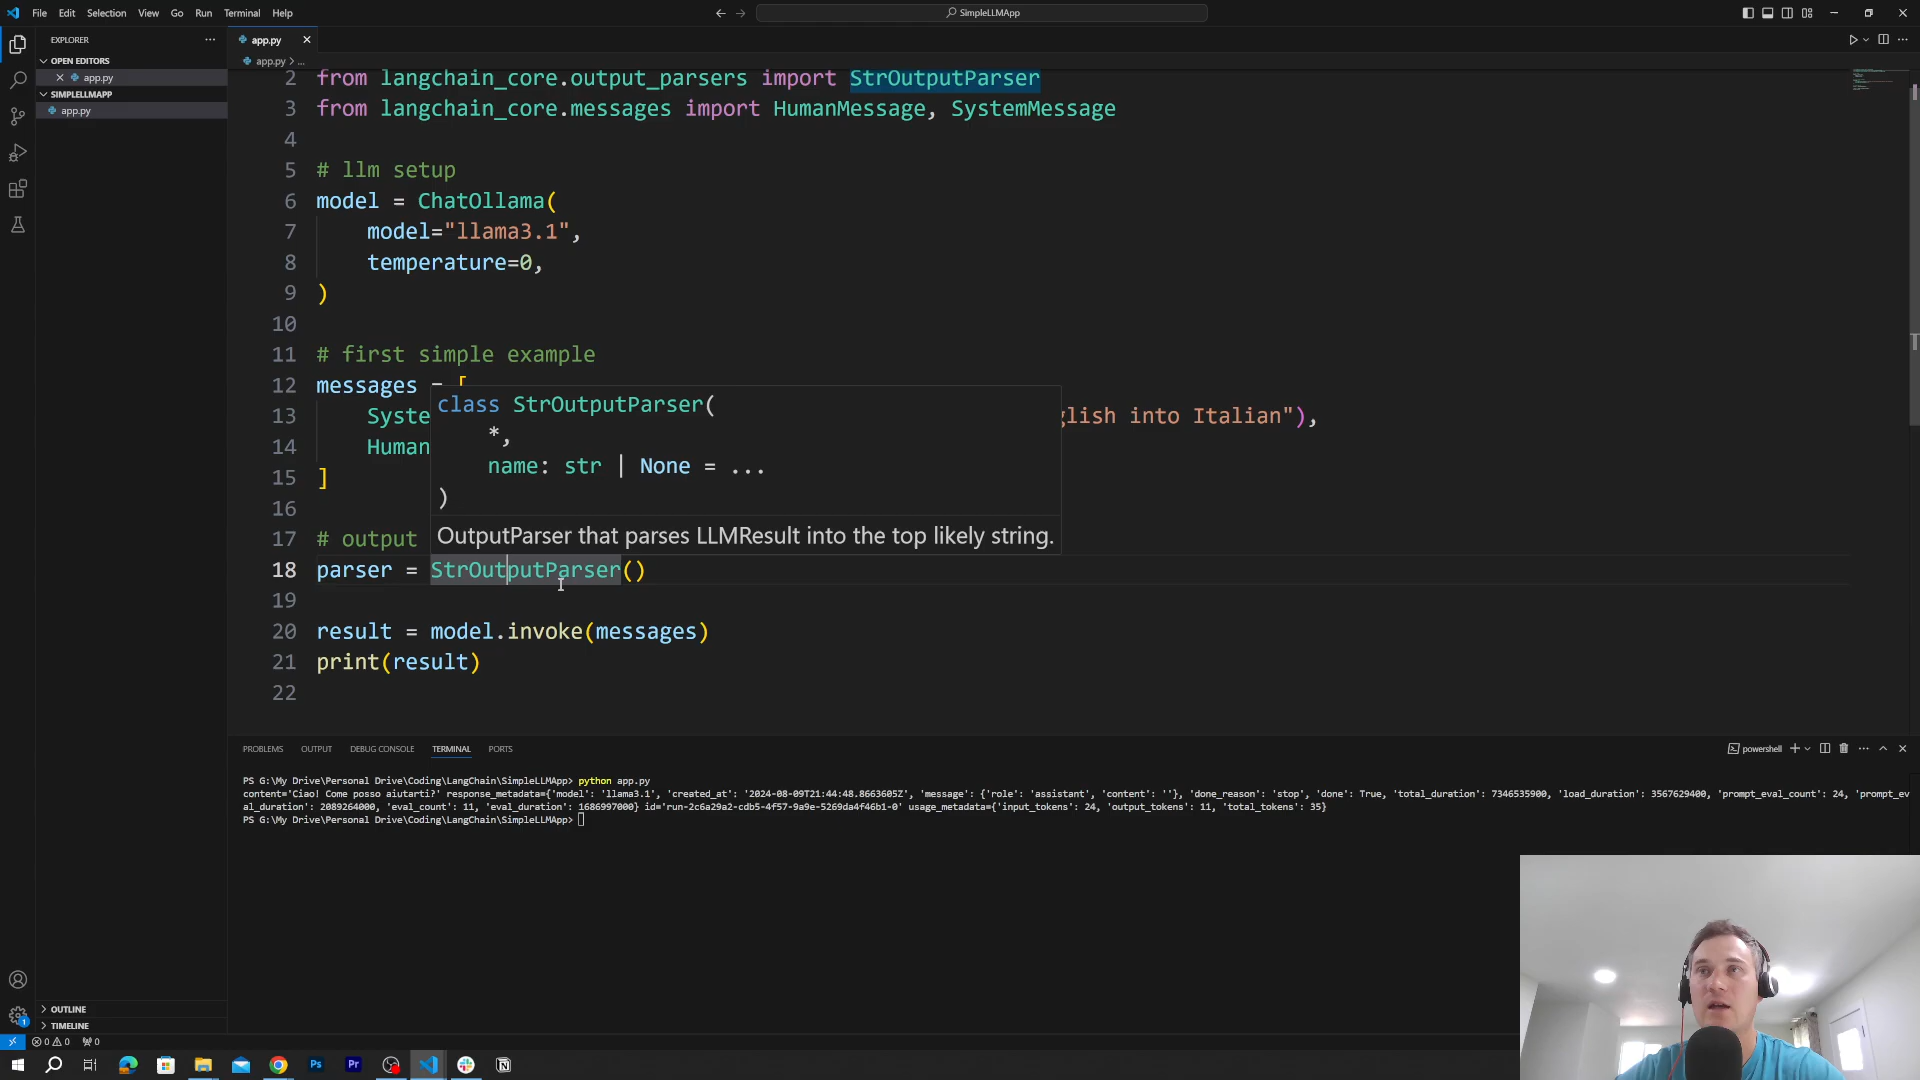 File Edit Selection View Go Run Terminal Help
SimpleLLMApp
EXPLORER
OPEN EDITORS
app.py
SIMPLELLMAPP
app.py
OUTLINE
TIMELINE
app.py
app.py > ...
2 from langchain_core.output_parsers import StrOutputParser
3 from langchain_core.messages import HumanMessage, SystemMessage
4
5 # llm setup
6 model = ChatOllama(
7 model="llama3.1",
8 temperature=0,
9 )
10
11 # first simple example
12 messages = [
13 Syste glish into Italian"),
14 Human
15 ]
16
17 # output
18 parser = StrOutputParser()
19
20 result = model.invoke(messages)
21 print(result)
22
class StrOutputParser(
*,
name: str | None = ...
)
OutputParser that parses LLMResult into the top likely string.
PROBLEMS OUTPUT DEBUG CONSOLE TERMINAL PORTS
powershell
PS G:\My Drive\Personal Drive\Coding\LangChain\SimpleLLMApp> python app.py
content='Ciao! Come posso aiutarti?' response_metadata={'model': 'llama3.1', 'created_at': '2024-08-09T21:44:48.8663605Z', 'message': {'role': 'assistant', 'content': ''}, 'done_reason': 'stop', 'done': True, 'total_duration': 7346535900, 'load_duration': 3567629400, 'prompt_eval_count': 24, 'prompt_ev
al_duration': 2089264000, 'eval_count': 11, 'eval_duration': 1686997000} id='run-2c6a29a2-cdb5-4f57-9a9e-5269da4f46b1-0' usage_metadata={'input_tokens': 24, 'output_tokens': 11, 'total_tokens': 35}
PS G:\My Drive\Personal Drive\Coding\LangChain\SimpleLLMApp>
1
0 0 0
Ps Pr